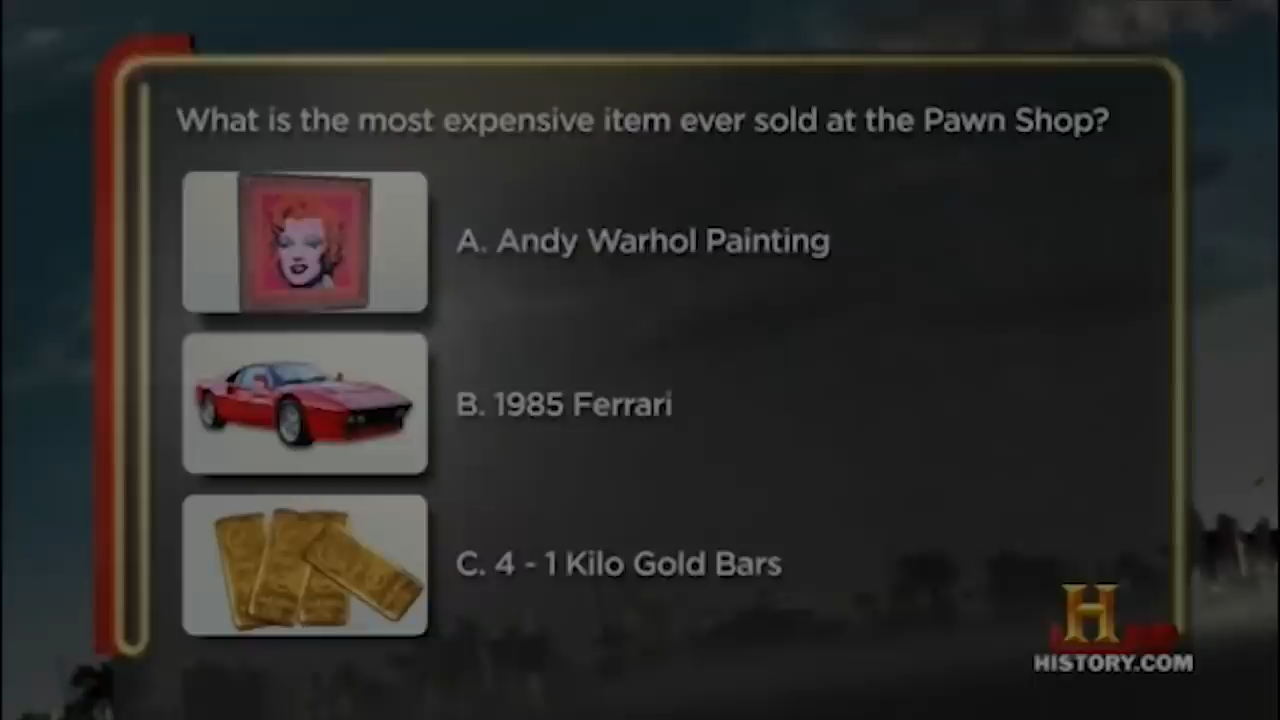 What is the most expensive item ever sold at the Pawn Shop?
A. Andy Warhol Painting
B. 1985 Ferrari
C. 4 - 1 Kilo Gold Bars
H
HISTORY.COM